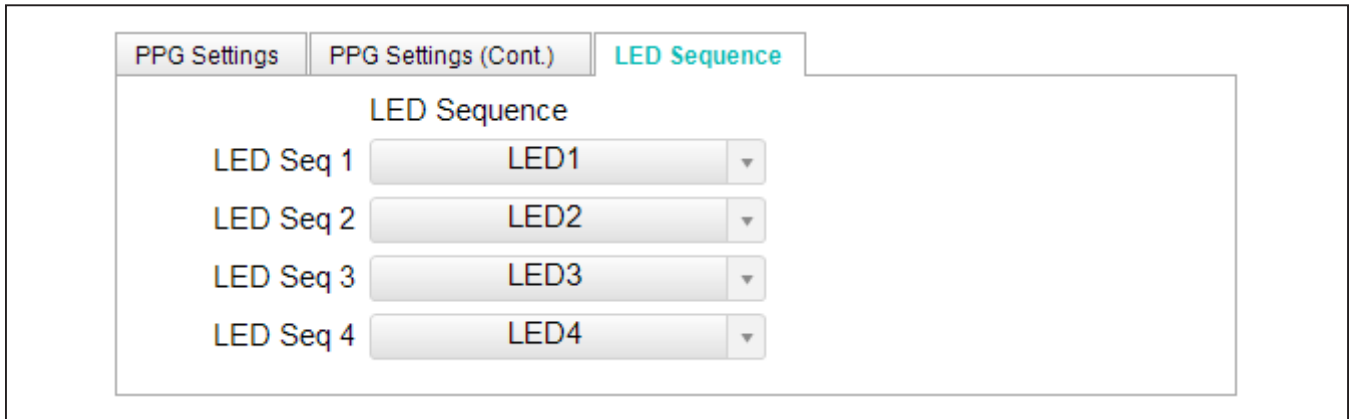 PPG Settings PPG Settings (Cont.) LED Sequence
LED Sequence
LED Seq 1 LED1
LED Seq 2 LED2
LED Seq 3 LED3
LED Seq 4 LED4